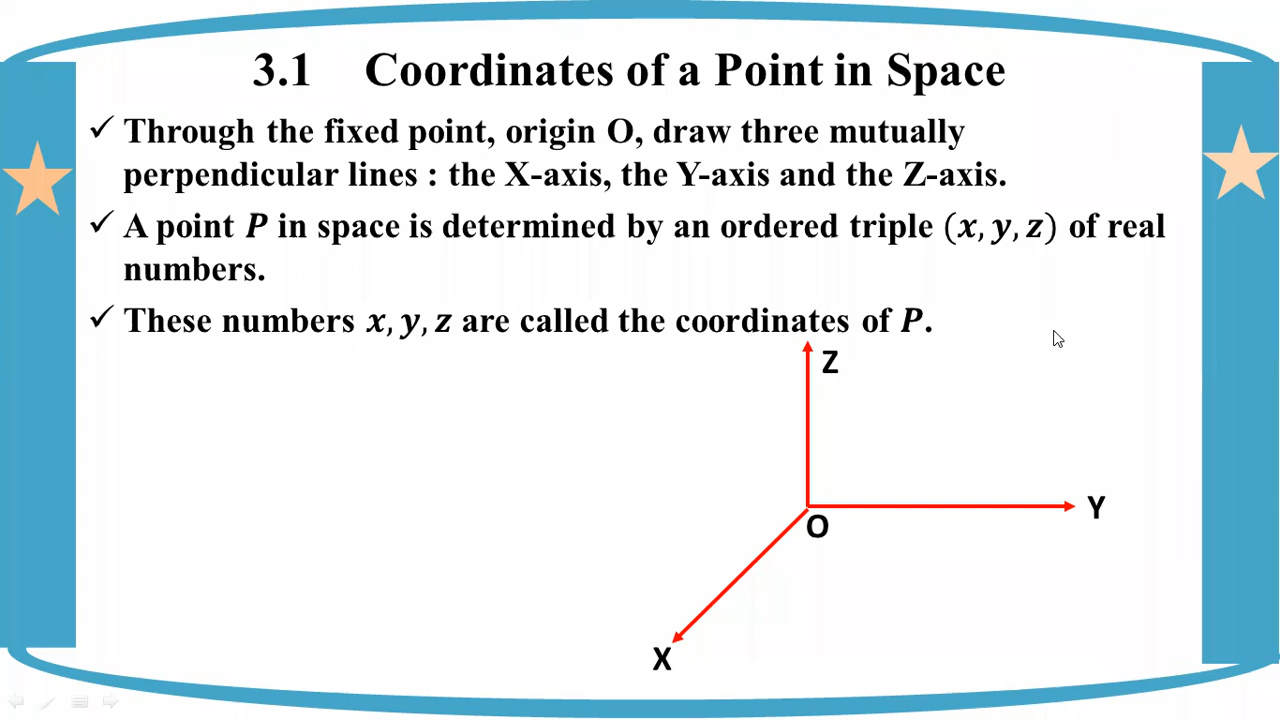 3.1 Coordinates of a Point in Space
✓ Through the fixed point, origin O, draw three mutually
perpendicular lines : the X-axis, the Y-axis and the Z-axis.
✓ A point P in space is determined by an ordered triple (x, y, z) of real
numbers.
✓ These numbers x, y, z are called the coordinates of P.
Z
Y
O
X